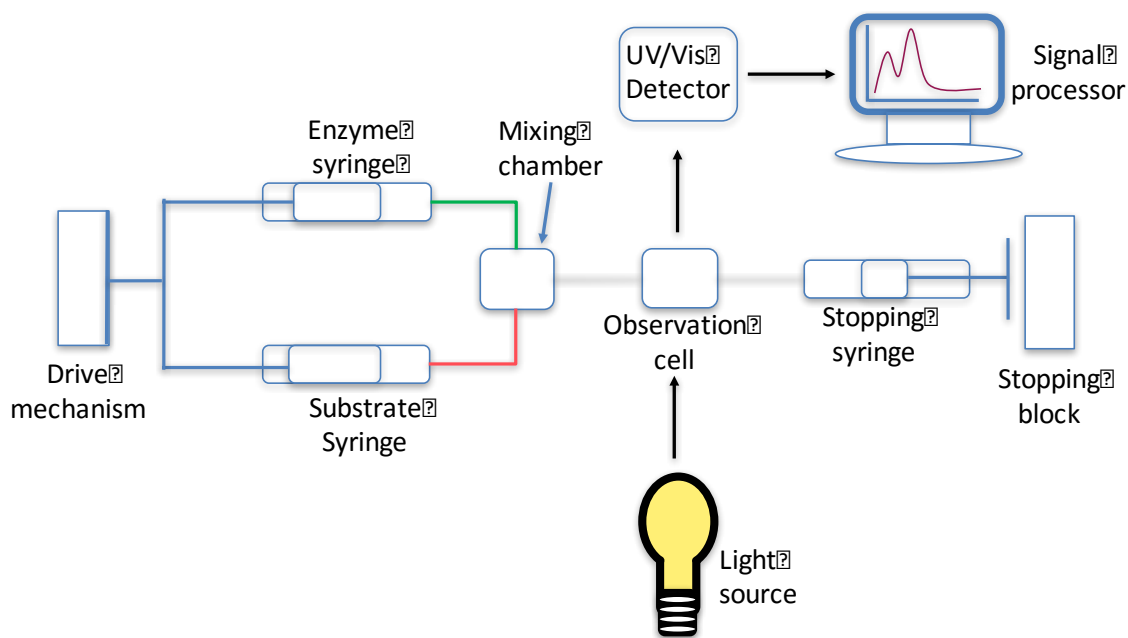 UV/Vis
Detector
Signal
processor
Enzyme
syringe
Mixing
chamber
Drive
mechanism
Substrate
Syringe
Observation
cell
Stopping
syringe
Stopping
block
Light
source